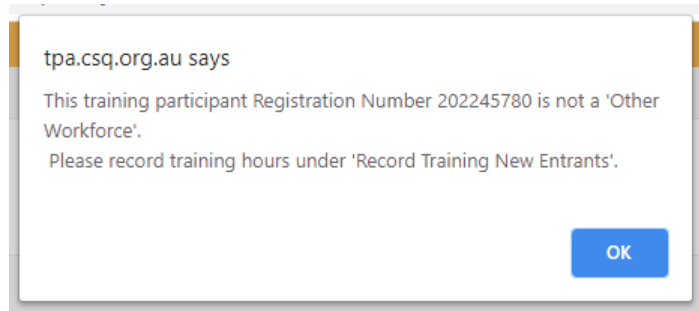 tpa.csq.org.au says
This training participant Registration Number 202245780 is not a 'Other
Workforce'.
Please record training hours under 'Record Training New Entrants'.
OK